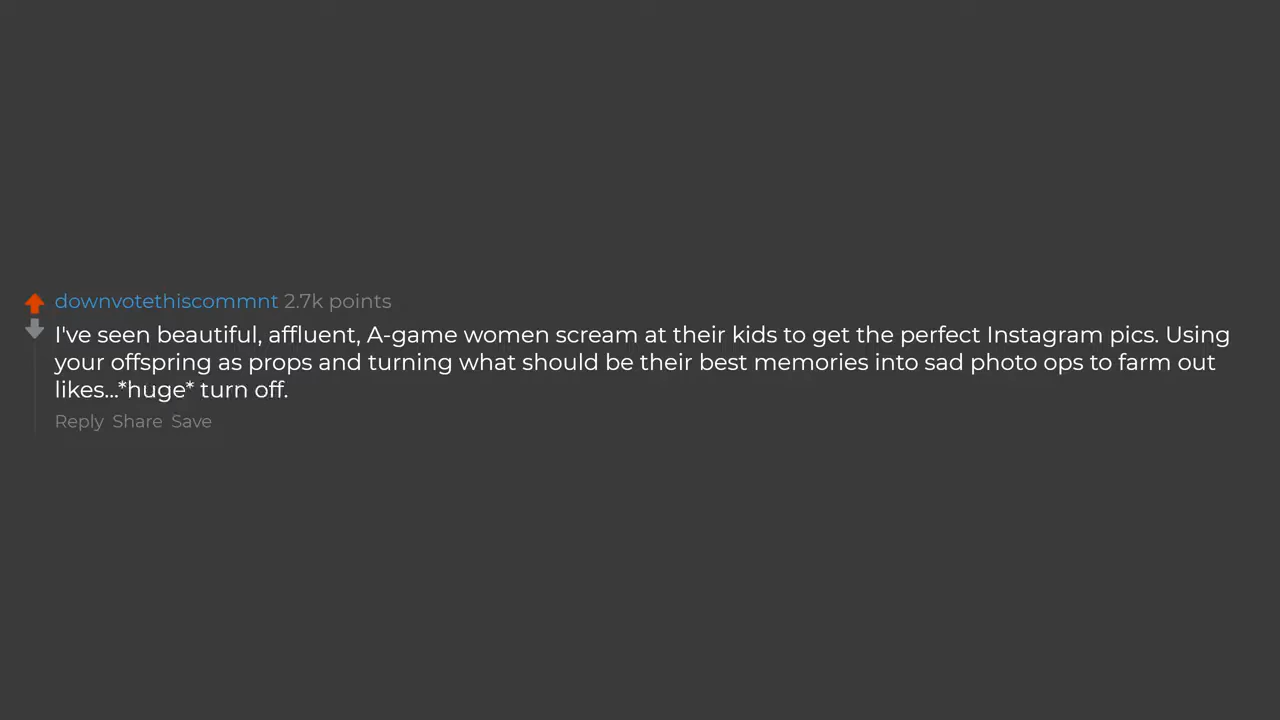 downvotethiscommnt 2.7k points
I've seen beautiful, affluent, A-game women scream at their kids to get the perfect Instagram pics. Using
your offspring as props and turning what should be their best memories into sad photo ops to farm out
likes...*huge* turn off.
Reply Share Save